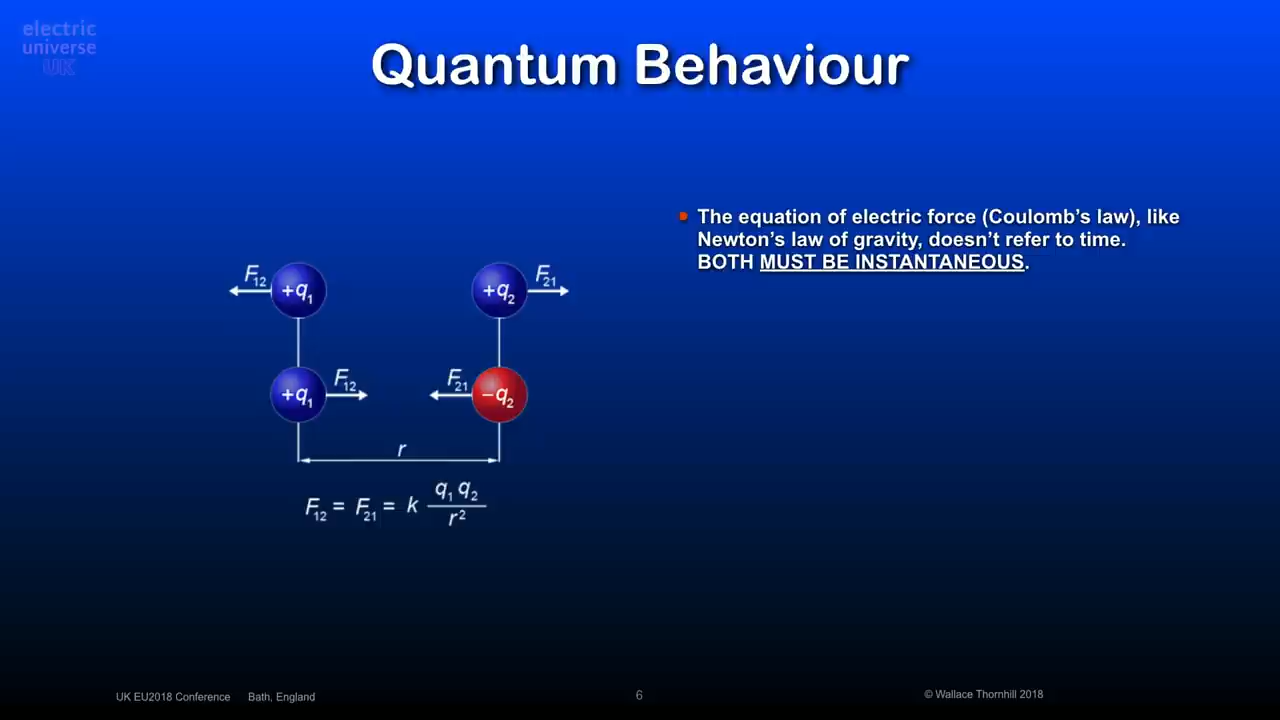 electric
universe
UK
Quantum Behaviour
The equation of electric force (Coulomb's law), like
Newton's law of gravity, doesn't refer to time.
BOTH MUST BE INSTANTANEOUS.
F12 +q1 +q2 F21
+q1 F12 F21 −q2
r
F12 = F21 = k q1 q2 / r2
UK EU2018 Conference Bath, England 6 © Wallace Thornhill 2018